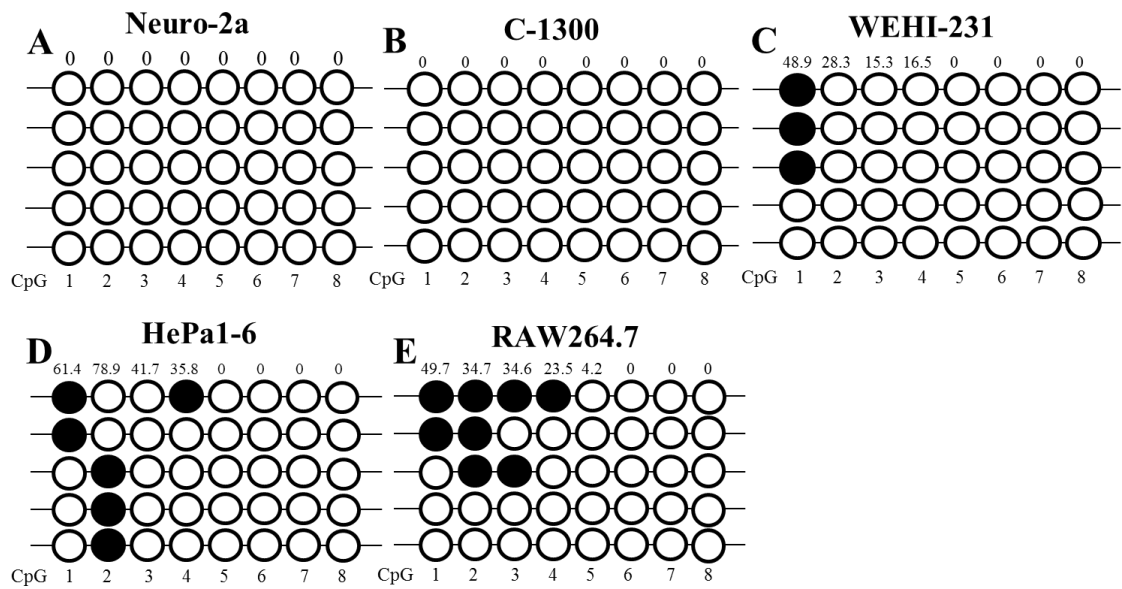 A Neuro-2a
0 0 0 0 0 0 0 0
CpG 1 2 3 4 5 6 7 8
B C-1300
0 0 0 0 0 0 0 0
CpG 1 2 3 4 5 6 7 8
C WEHI-231
48.9 28.3 15.3 16.5 0 0 0 0
CpG 1 2 3 4 5 6 7 8
D HePa1-6
61.4 78.9 41.7 35.8 0 0 0 0
CpG 1 2 3 4 5 6 7 8
E RAW264.7
49.7 34.7 34.6 23.5 4.2 0 0 0
CpG 1 2 3 4 5 6 7 8